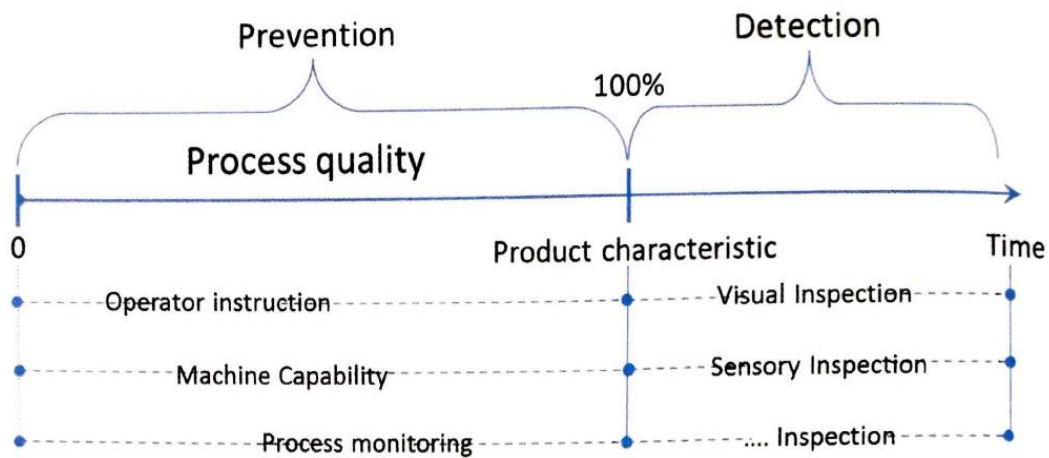 Prevention
Detection
100%
Process quality
0
Product characteristic
Time
Operator instruction
Visual Inspection
Machine Capability
Sensory Inspection
Process monitoring
.... Inspection